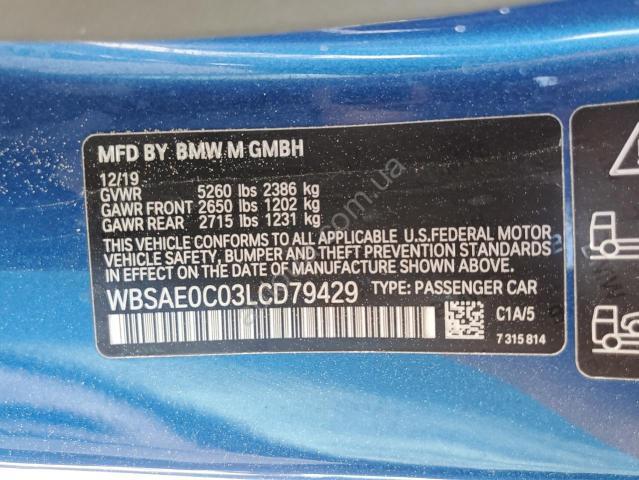 MFD BY BMW M GMBH
12/19
GVWR 5260 lbs 2386 kg
GAWR FRONT 2650 lbs 1202 kg
GAWR REAR 2715 lbs 1231 kg
THIS VEHICLE CONFORMS TO ALL APPLICABLE U.S.FEDERAL MOTOR
VEHICLE SAFETY, BUMPER AND THEFT PREVENTION STANDARDS
IN EFFECT ON THE DATE OF MANUFACTURE SHOWN ABOVE.
WBSAE0C03LCD79429 TYPE: PASSENGER CAR
C1A/5
7 315 814